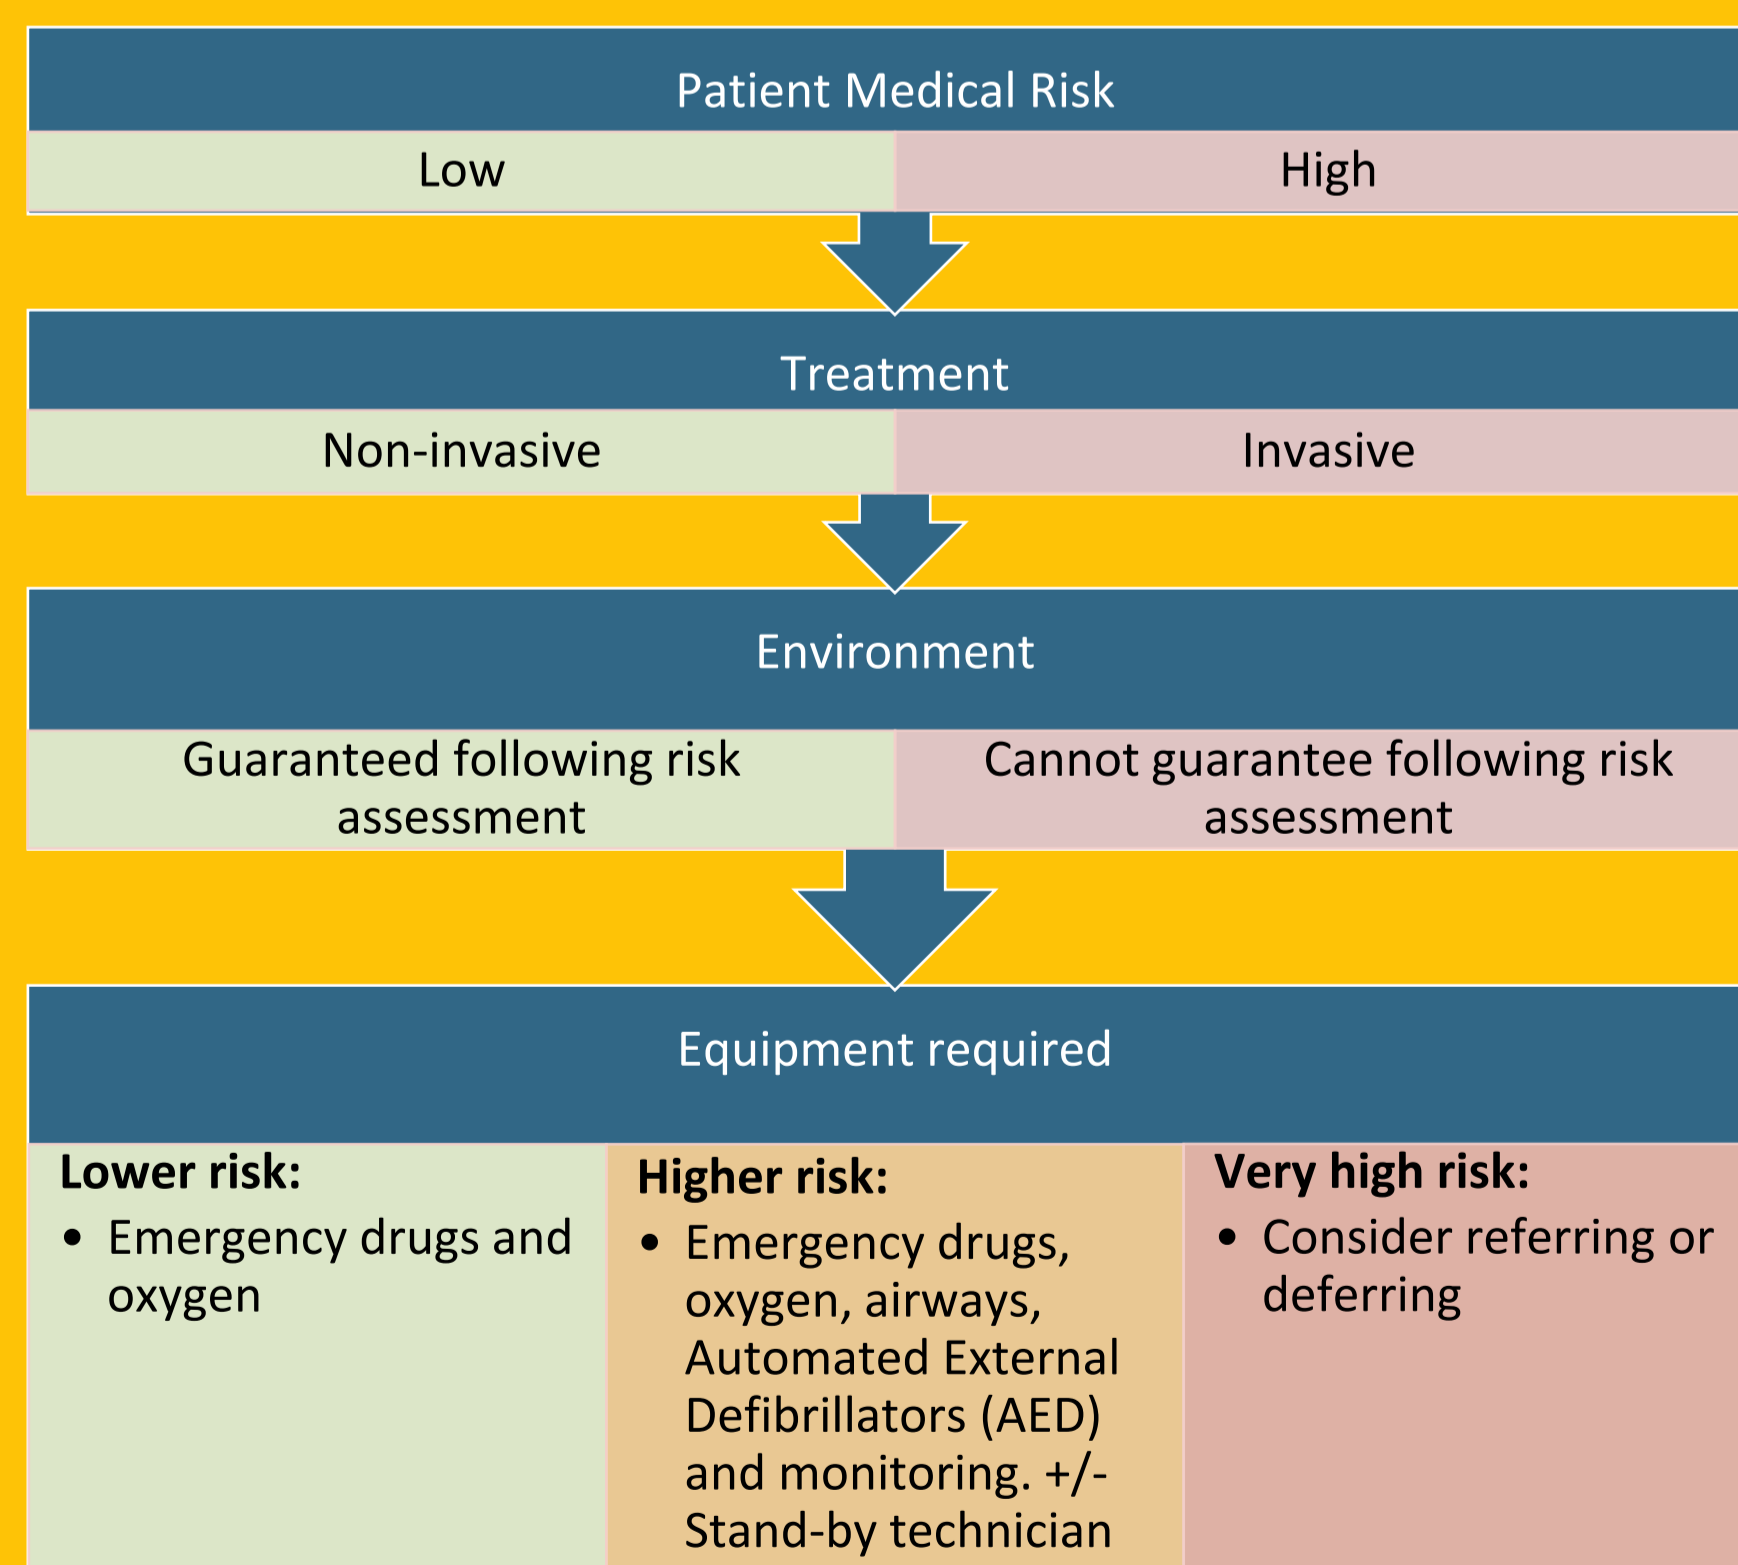 Patient Medical Risk
Low
High
Treatment
Non-invasive
Invasive
Environment
Guaranteed following risk
assessment
Cannot guarantee following risk
assessment
Equipment required
Lower risk:
• Emergency drugs and
oxygen
Higher risk:
• Emergency drugs,
oxygen, airways,
Automated External
Defibrillators (AED)
and monitoring. +/-
Stand-by technician
Very high risk:
• Consider referring or
deferring